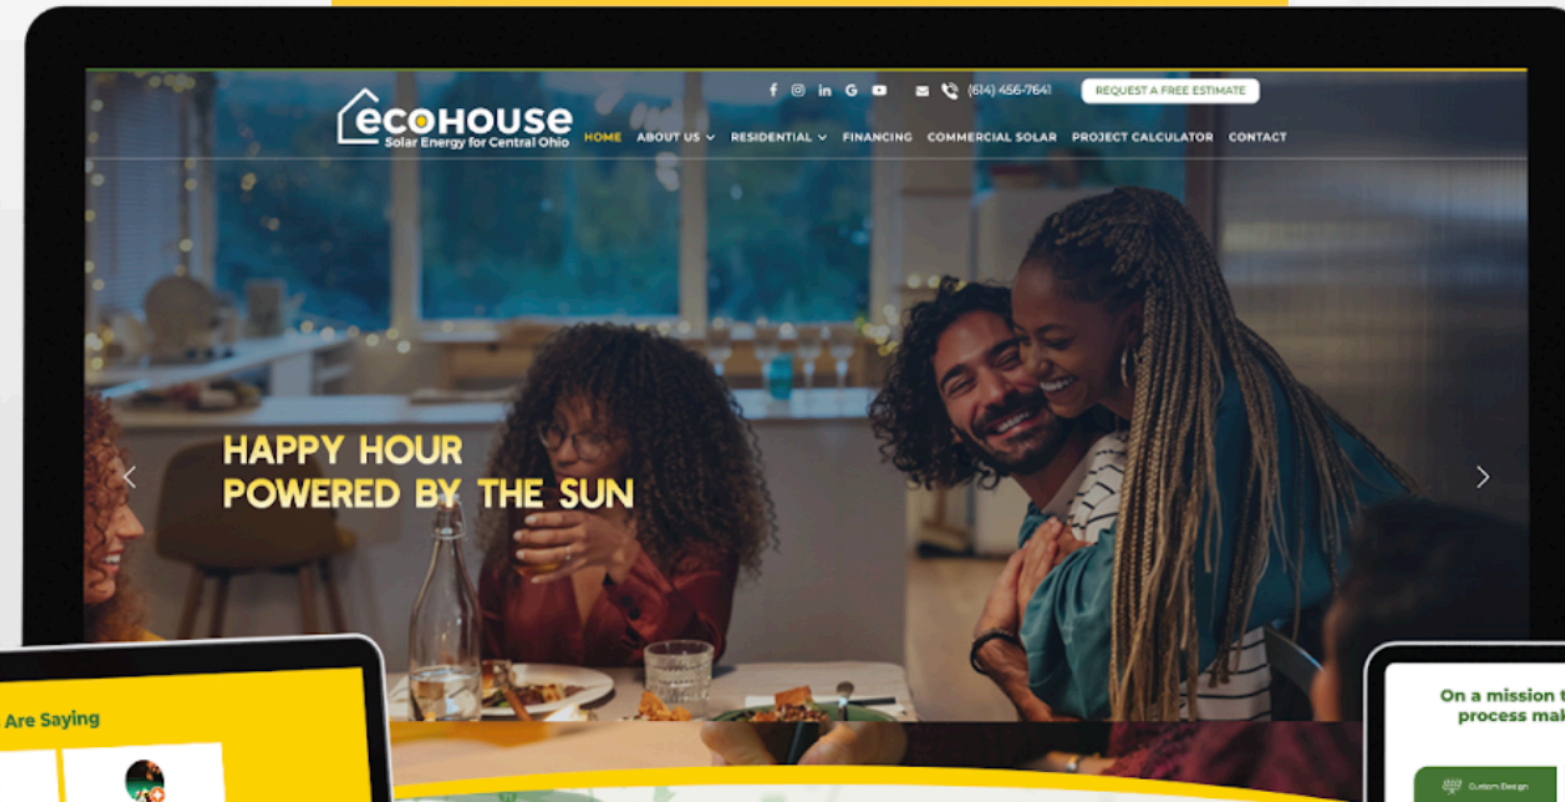 (614) 456-7641
REQUEST A FREE ESTIMATE
ecoHOUSE
Solar Energy for Central Ohio
HOME ABOUT US RESIDENTIAL FINANCING COMMERCIAL SOLAR PROJECT CALCULATOR CONTACT
HAPPY HOUR
POWERED BY THE SUN
Are Saying
On a mission t
process mak
Custom Design